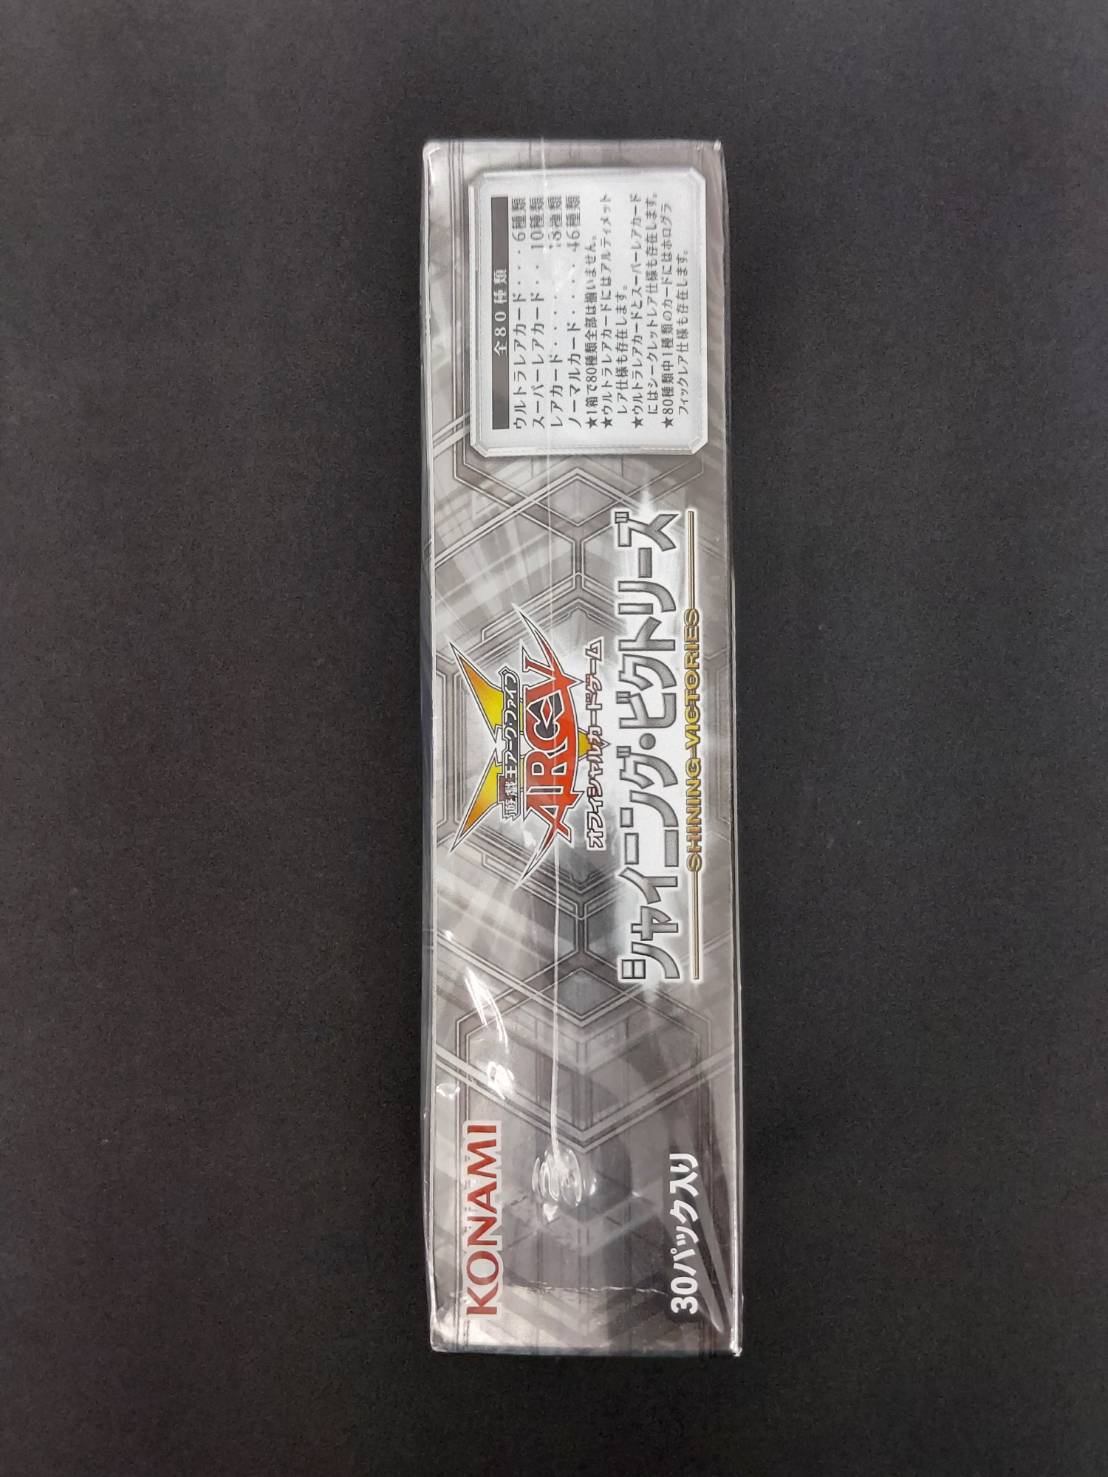 KONAMI
30パック入り
遊戯王アーク・ファイブ
ARC-V
オフィシャルカードゲーム
シャイニング・ビクトリーズ
SHINING VICTORIES
全80種類
ウルトラレアカード・・・・6種類
スーパーレアカード・・10種類
レアカード・・・・・・18種類
ノーマルカード・・・・46種類
★1箱で80種類全部は揃いません。
★ウルトラレアカードにはアルティメット
レア仕様も存在します。
★ウルトラレアカードとスーパーレアカード
にはシークレットレア仕様も存在します。
★80種類中1種類のカードにはホログラ
フィックレア仕様も存在します。